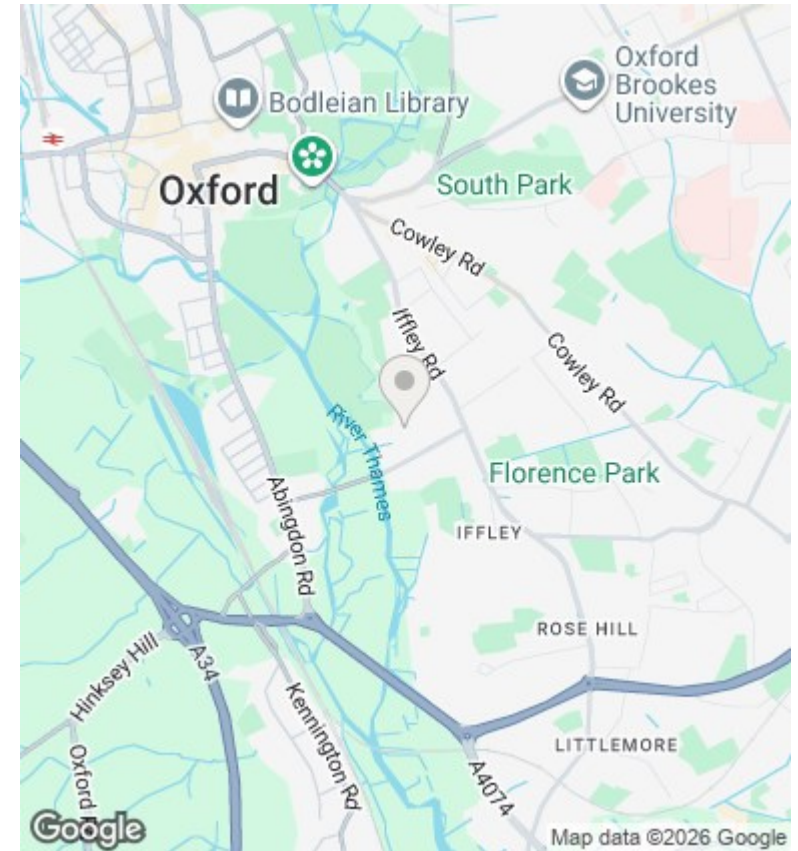 Oxford
Brookes
University
Bodleian Library
Oxford
South Park
Cowley Rd
Iffley Rd
Cowley Rd
River Thames
Florence Park
Abingdon Rd
IFFLEY
ROSE HILL
Hinksey Hill
A34
Kennington Rd
LITTLEMORE
A4074
Google
Map data ©2026 Google